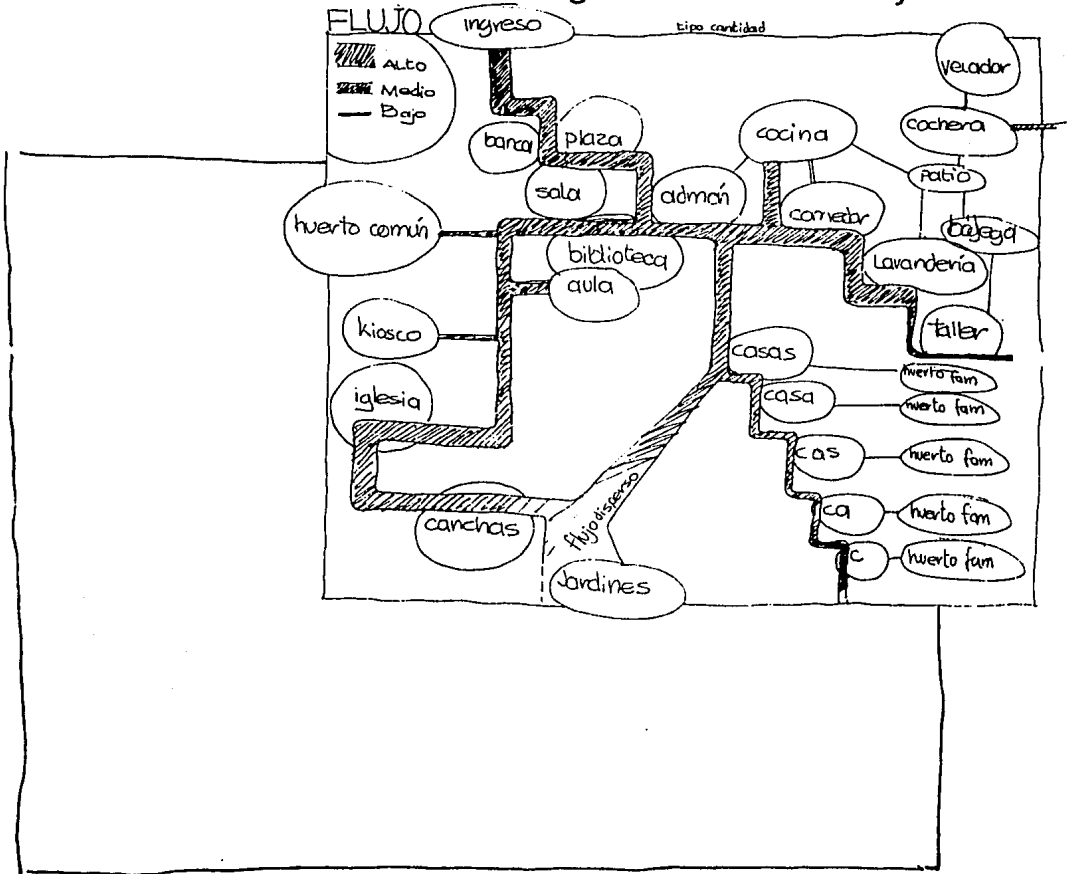 FLUJO
ingreso
tipo cantidad
Alto
Medio
Bajo
velador
banca
plaza
cocina
cochera
patio
sala
admón
comedor
huerto común
biblioteca
aula
Lavandería
kiosco
taller
casas
huerto fam
iglesia
casa
huerto fam
cas
huerto fam
flujo disperso
canchas
ca
huerto fam
c
huerto fam
Jardines